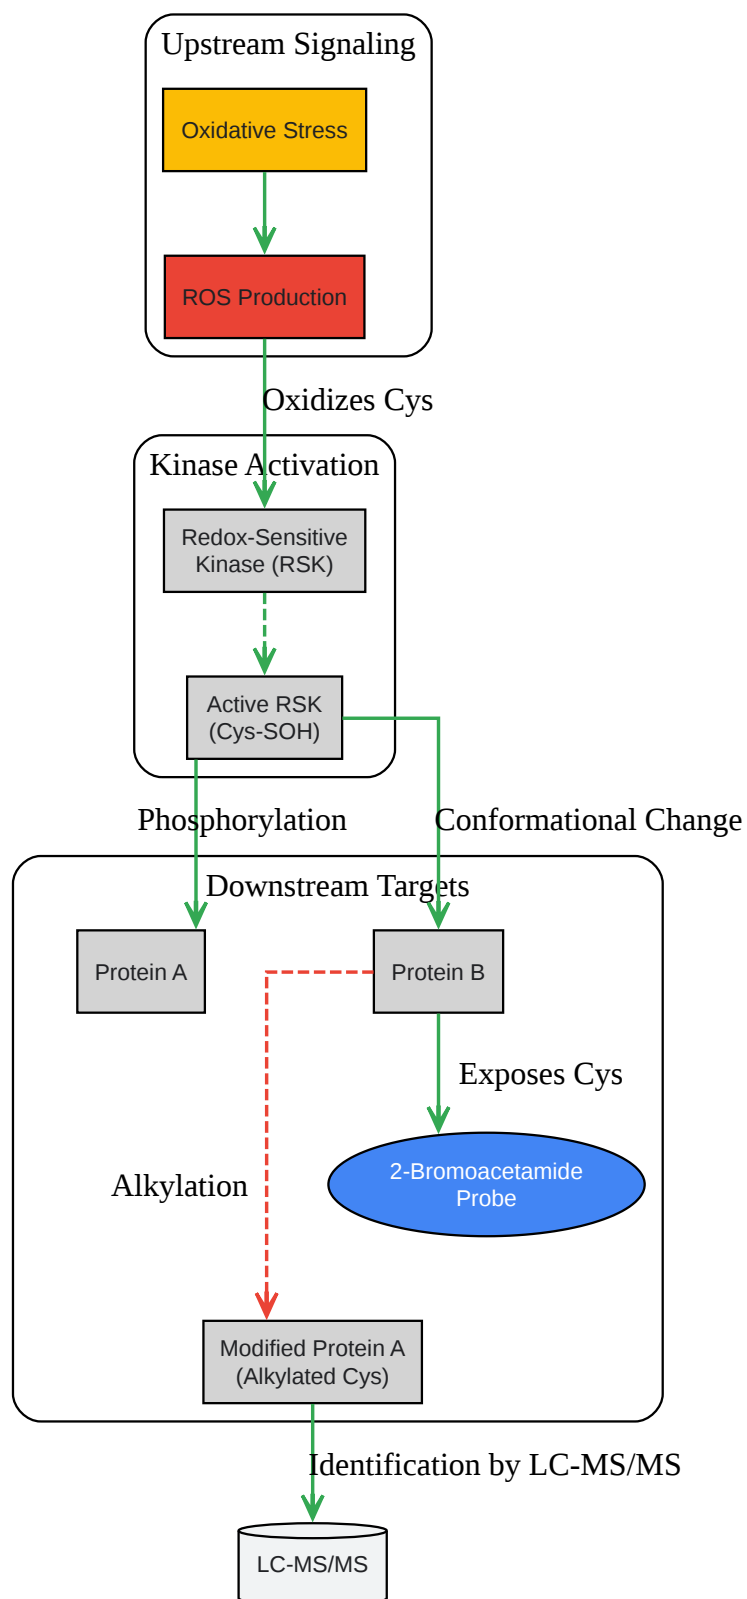 Upstream Signaling
Oxidative Stress
ROS Production
Oxidizes Cys
Kinase Activation
Redox-Sensitive
Kinase (RSK)
Active RSK
(Cys-SOH)
Phosphorylation
Conformational Change
Downstream Targets
Protein A
Protein B
Exposes Cys
2-Bromoacetamide
Probe
Alkylation
Modified Protein A
(Alkylated Cys)
Identification by LC-MS/MS
LC-MS/MS